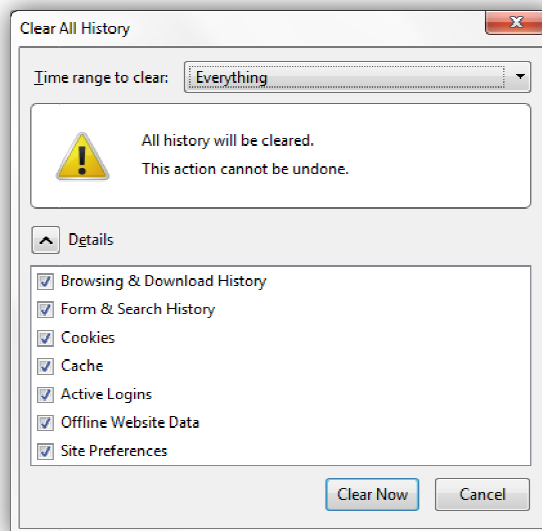 Clear All History
Time range to clear: Everything
All history will be cleared.
This action cannot be undone.
Details
Browsing & Download History
Form & Search History
Cookies
Cache
Active Logins
Offline Website Data
Site Preferences
Clear Now Cancel